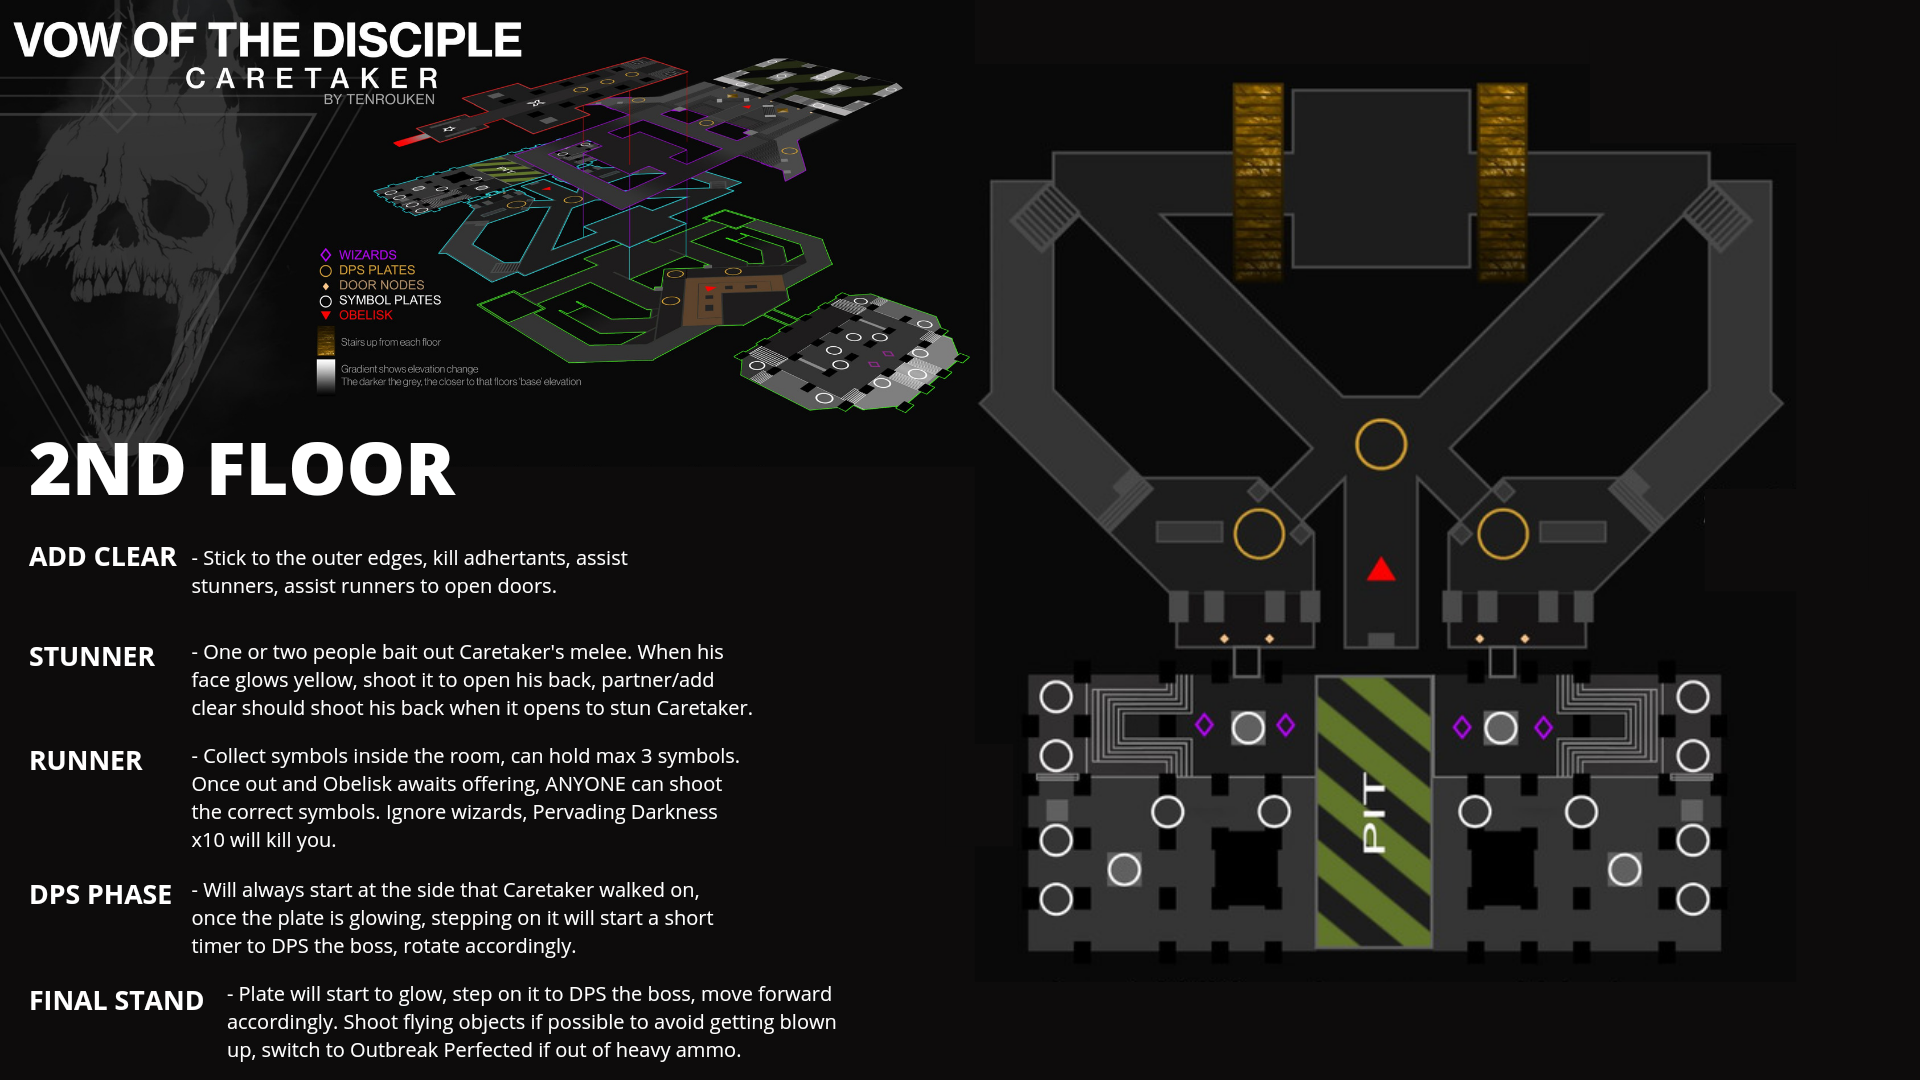 VOW OF THE DISCIPLE
CARETAKER
BY TENROUKEN
WIZARDS
DPS PLATES
DOOR NODES
SYMBOL PLATES
OBELISK
Stairs up from each floor
Gradient shows elevation change
The darker the grey, the closer to that floors 'base' elevation
2ND FLOOR
ADD CLEAR - Stick to the outer edges, kill adhertants, assist
stunners, assist runners to open doors.
STUNNER - One or two people bait out Caretaker's melee. When his
face glows yellow, shoot it to open his back, partner/add
clear should shoot his back when it opens to stun Caretaker.
RUNNER - Collect symbols inside the room, can hold max 3 symbols.
Once out and Obelisk awaits offering, ANYONE can shoot
the correct symbols. Ignore wizards, Pervading Darkness
x10 will kill you.
DPS PHASE - Will always start at the side that Caretaker walked on,
once the plate is glowing, stepping on it will start a short
timer to DPS the boss, rotate accordingly.
FINAL STAND - Plate will start to glow, step on it to DPS the boss, move forward
accordingly. Shoot flying objects if possible to avoid getting blown
up, switch to Outbreak Perfected if out of heavy ammo.
PIT